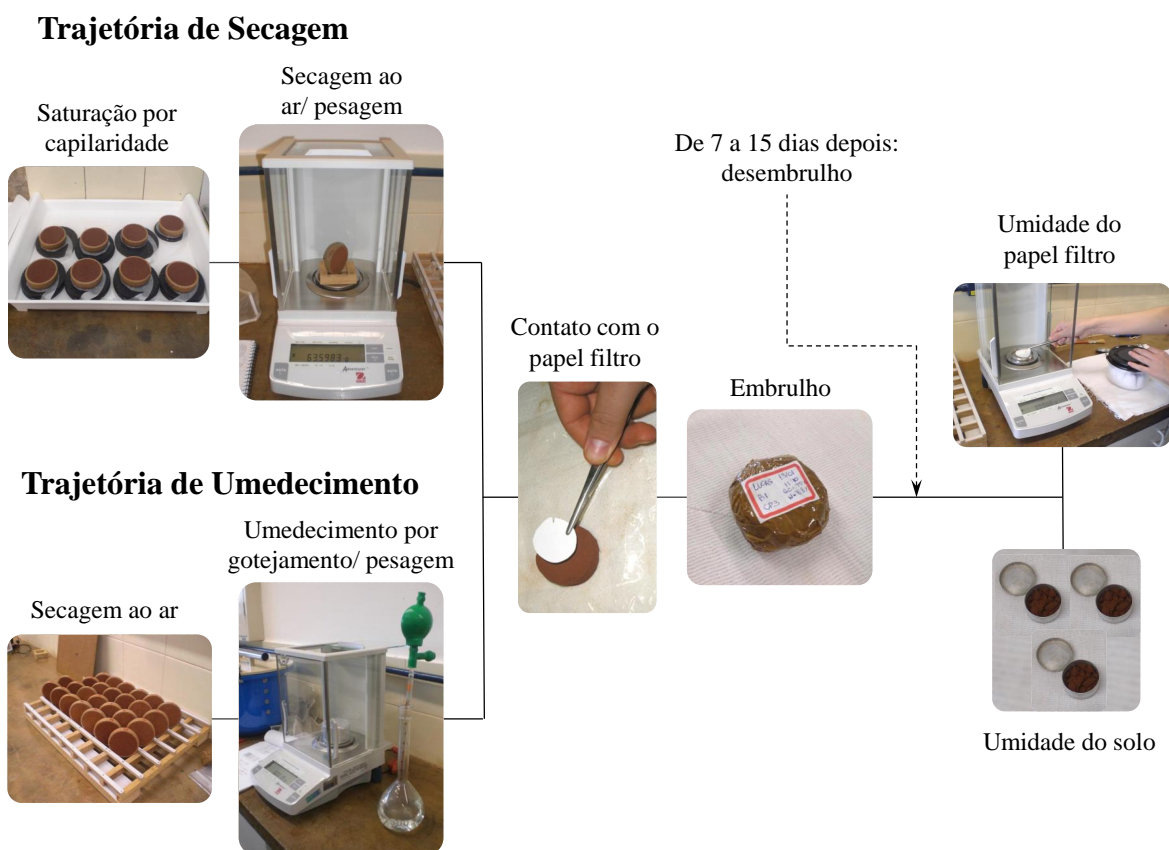 Trajetória de Secagem
Saturação por
capilaridade
Secagem ao
ar/ pesagem
De 7 a 15 dias depois:
desembrulho
Umidade do
papel filtro
Contato com o
papel filtro
Embrulho
Trajetória de Umedecimento
Umedecimento por
gotejamento/ pesagem
Secagem ao ar
Umidade do solo